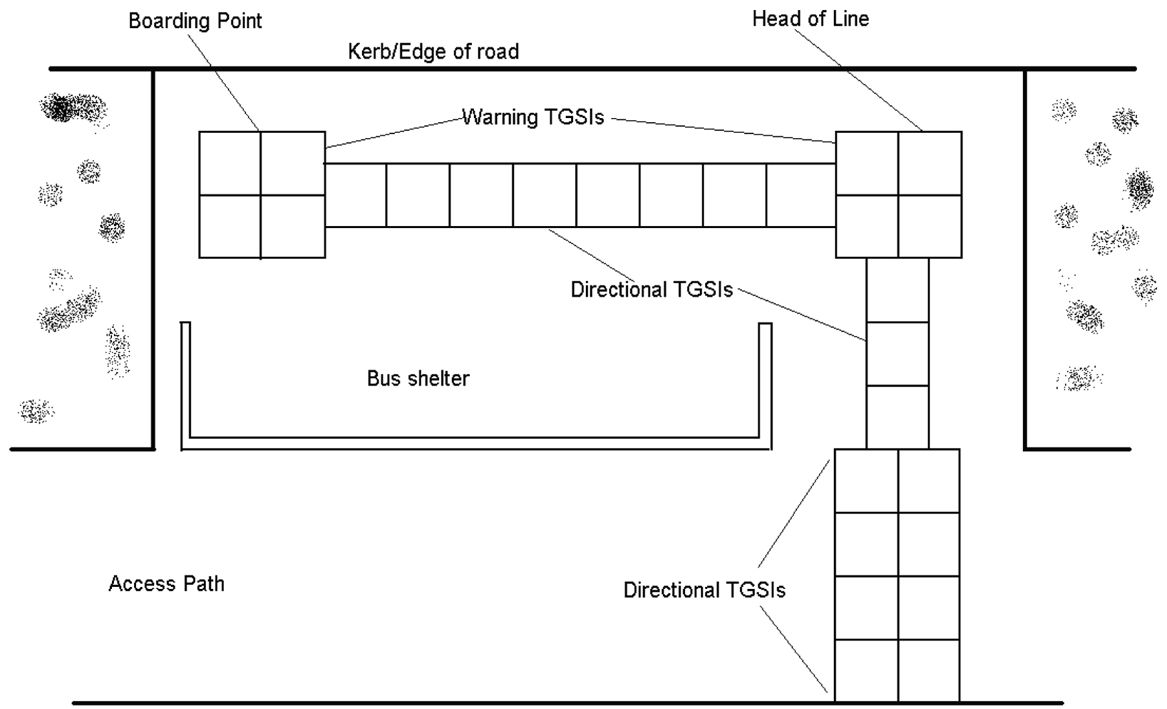 Boarding Point
Head of Line
Kerb/Edge of road
Warning TGSIs
Directional TGSIs
Bus shelter
Access Path
Directional TGSIs